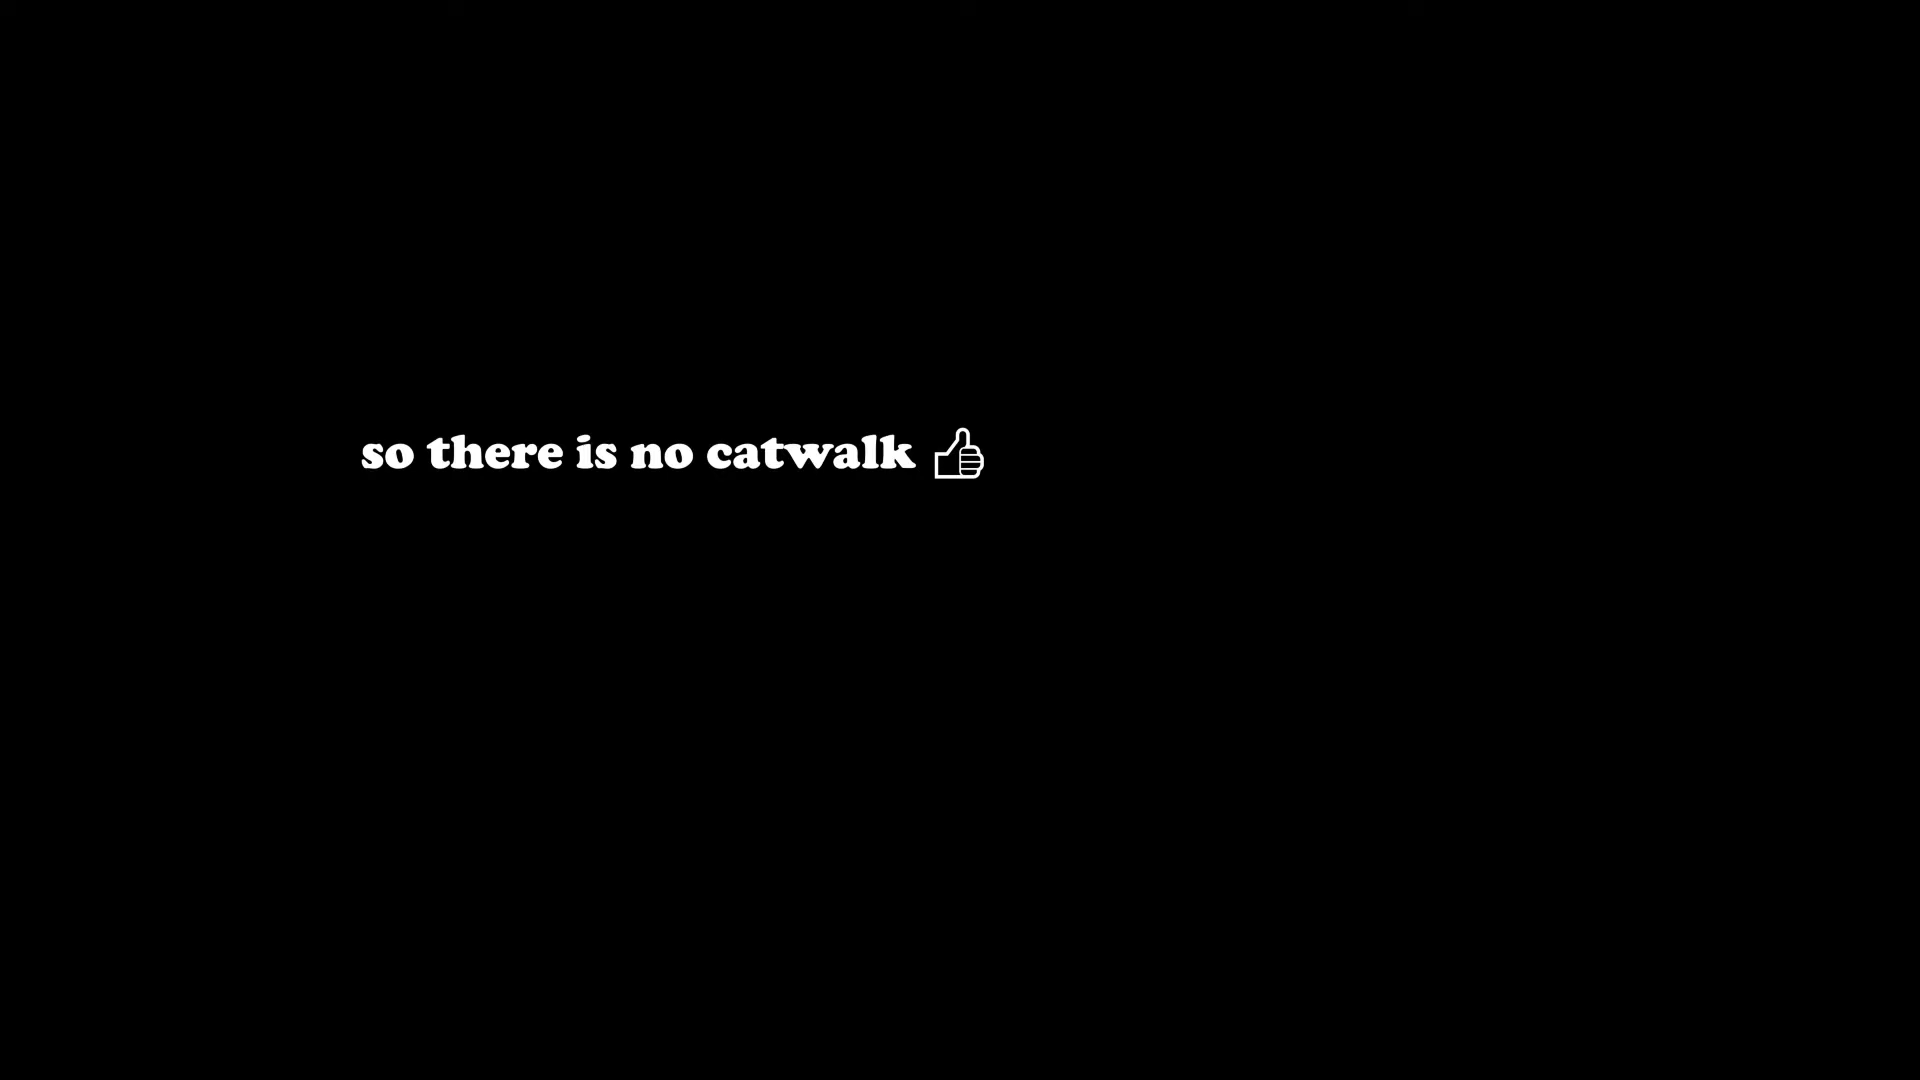 so there is no catwalk 👍